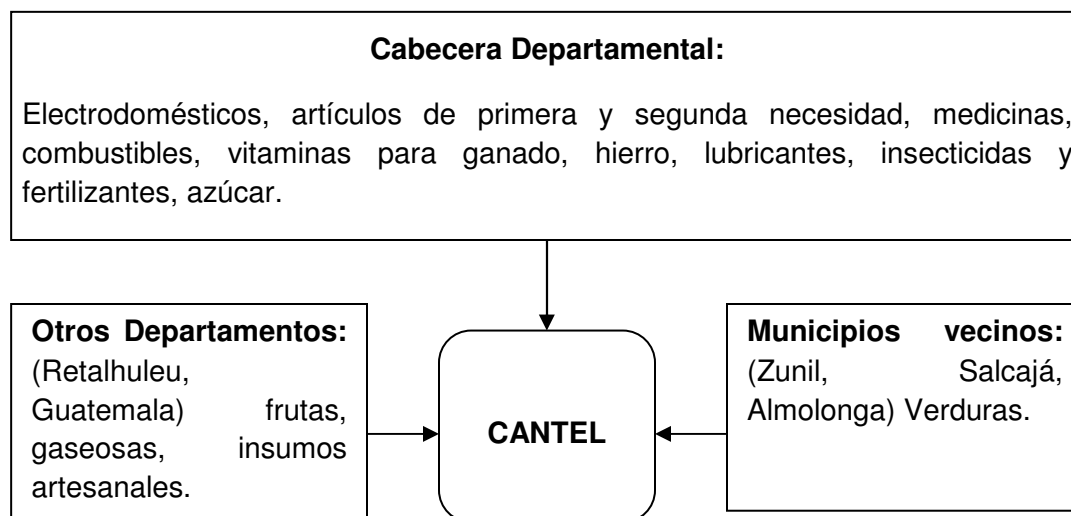 Cabecera Departamental:
Electrodomésticos, artículos de primera y segunda necesidad, medicinas,
combustibles, vitaminas para ganado, hierro, lubricantes, insecticidas y
fertilizantes, azúcar.
Otros Departamentos:
(Retalhuleu,
Guatemala) frutas,
gaseosas, insumos
artesanales.
CANTEL
Municipios vecinos:
(Zunil, Salcajá,
Almolonga) Verduras.